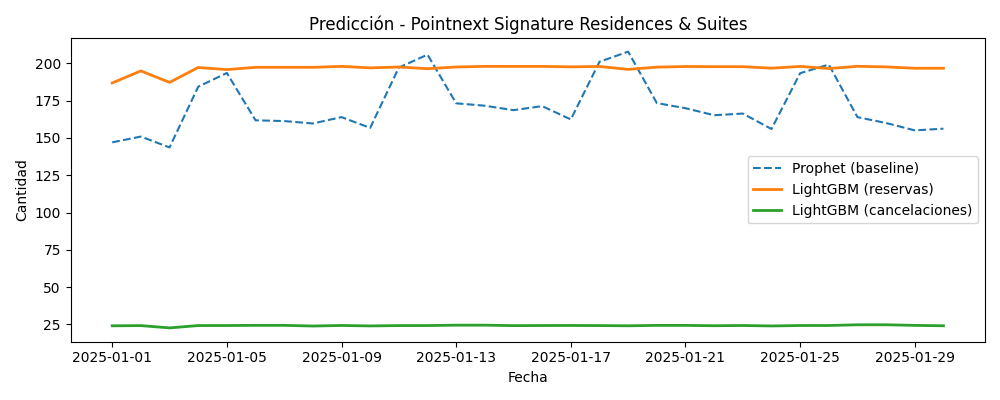 Predicción - Pointnext Signature Residences & Suites
200
175
150
125
100
75
50
25
Cantidad
Prophet (baseline)
LightGBM (reservas)
LightGBM (cancelaciones)
2025-01-01 2025-01-05 2025-01-09 2025-01-13 2025-01-17 2025-01-21 2025-01-25 2025-01-29
Fecha